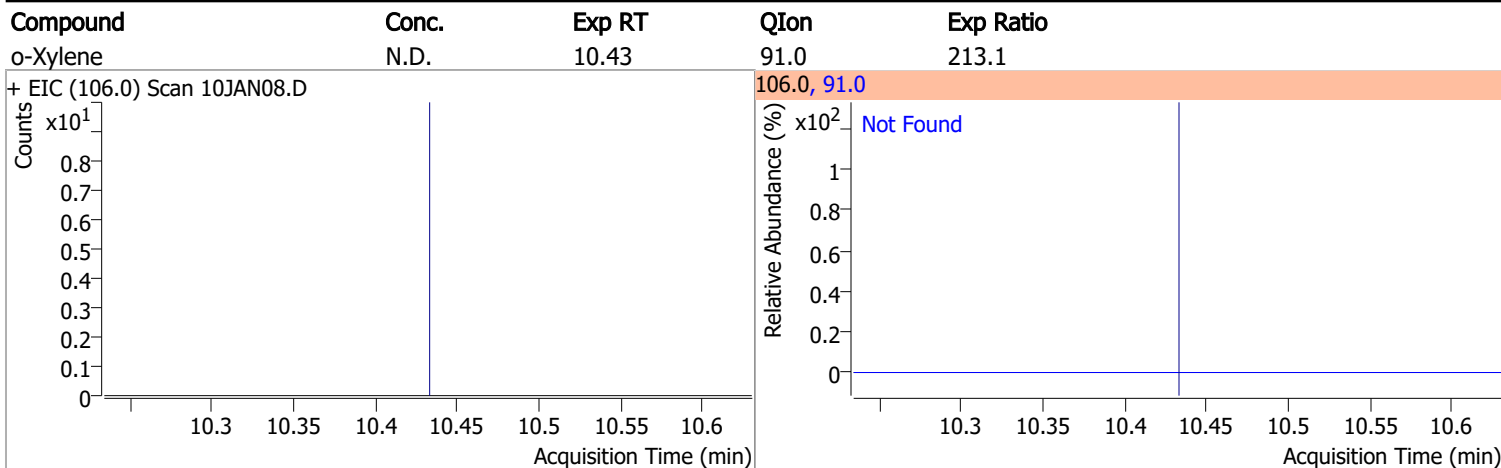 Compound Conc. Exp RT QIon Exp Ratio
o-Xylene N.D. 10.43 91.0 213.1
+ EIC (106.0) Scan 10JAN08.D
Counts
x10¹
0.8
0.7
0.6
0.5
0.4
0.3
0.2
0.1
0
10.3 10.35 10.4 10.45 10.5 10.55 10.6
Acquisition Time (min)
106.0, 91.0
Relative Abundance (%)
x10²
Not Found
1
0.8
0.6
0.4
0.2
0
10.3 10.35 10.4 10.45 10.5 10.55 10.6
Acquisition Time (min)